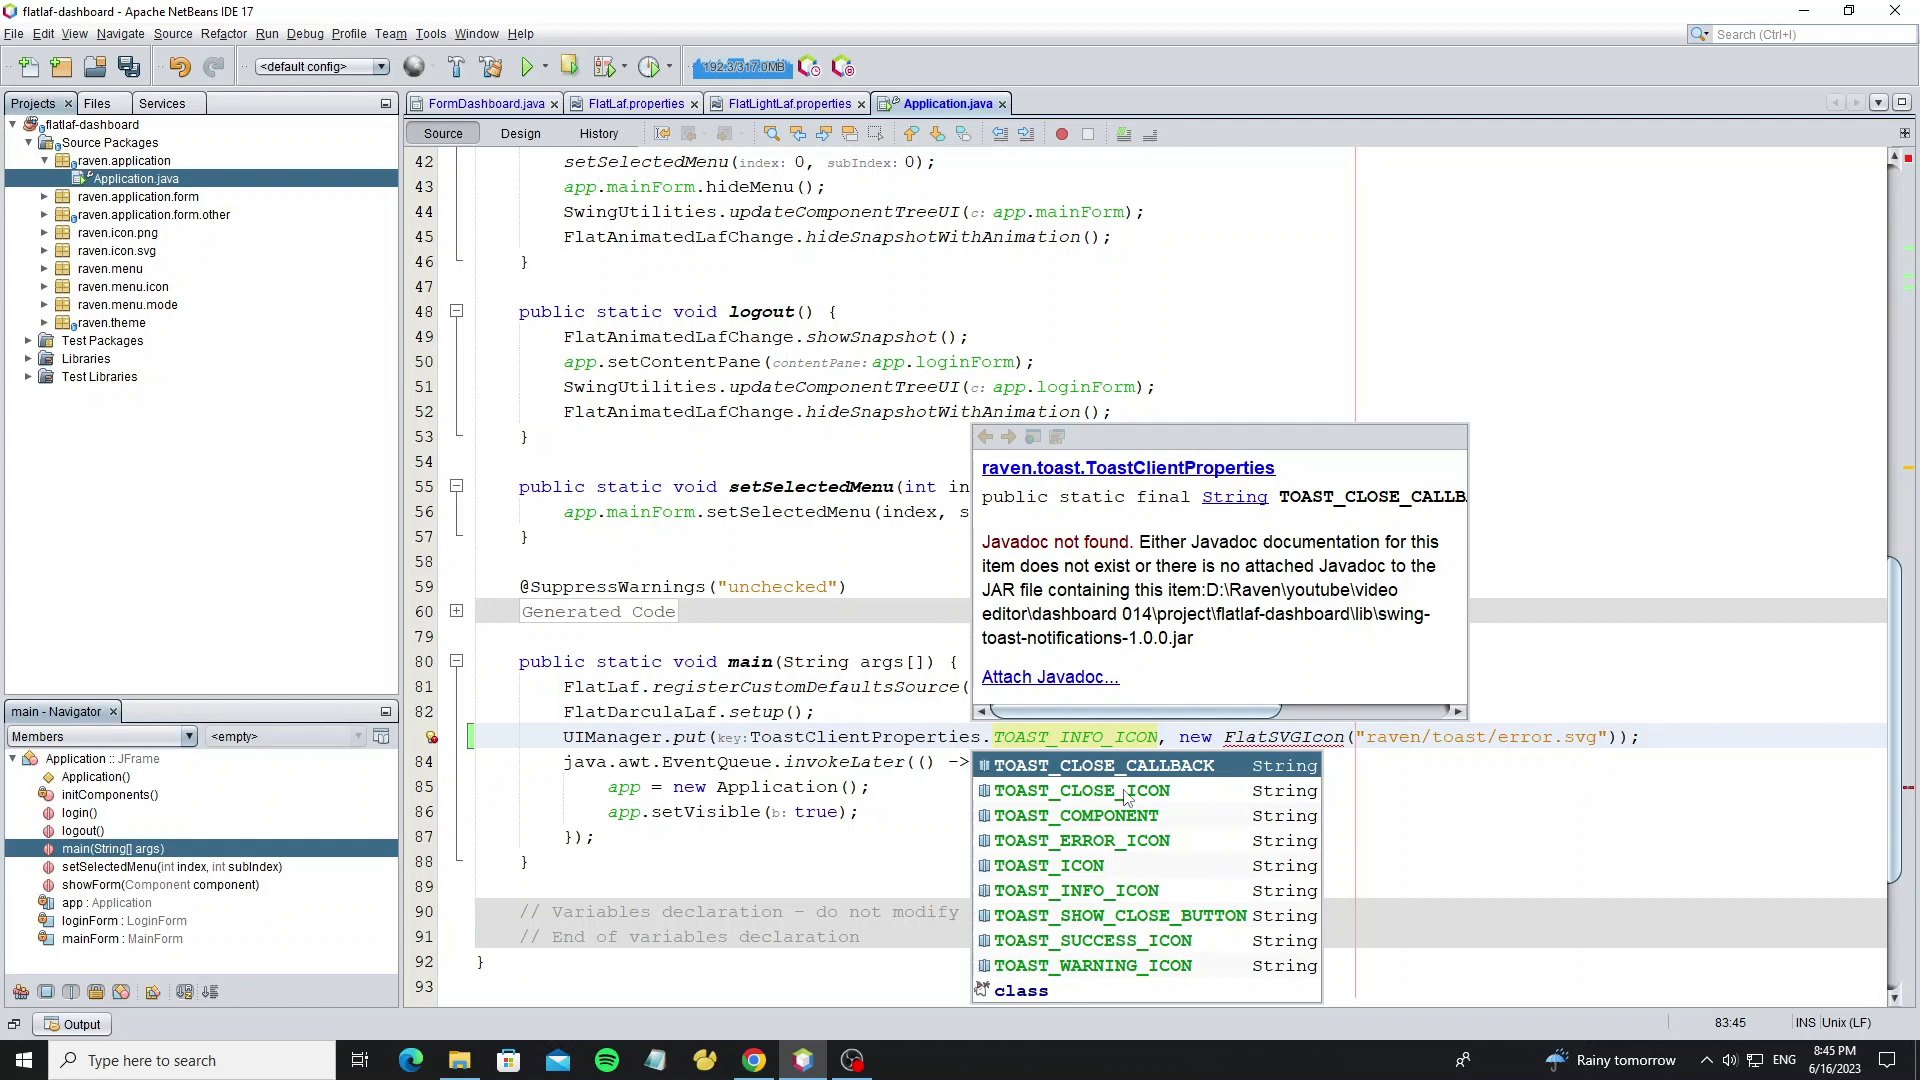 flatlaf-dashboard - Apache NetBeans IDE 17
File Edit View Navigate Source Refactor Run Debug Profile Team Tools Window Help
Search (Ctrl+I)
<default config>
192.3/317.0MB
Projects Files Services
FormDashboard.java FlatLaf.properties FlatLightLaf.properties Application.java
Source Design History
flatlaf-dashboard
Source Packages
raven.application
Application.java
raven.application.form
raven.application.form.other
raven.icon.png
raven.icon.svg
raven.menu
raven.menu.icon
raven.menu.mode
raven.theme
Test Packages
Libraries
Test Libraries
42 setSelectedMenu(index: 0, subIndex: 0);
43 app.mainForm.hideMenu();
44 SwingUtilities.updateComponentTreeUI(c: app.mainForm);
45 FlatAnimatedLafChange.hideSnapshotWithAnimation();
46 }
47
48 public static void logout() {
49 FlatAnimatedLafChange.showSnapshot();
50 app.setContentPane(contentPane: app.loginForm);
51 SwingUtilities.updateComponentTreeUI(c: app.loginForm);
52 FlatAnimatedLafChange.hideSnapshotWithAnimation();
53 }
54
55 public static void setSelectedMenu(int in
56 app.mainForm.setSelectedMenu(index, s
57 }
58
59 @SuppressWarnings("unchecked")
60 Generated Code
79
80 public static void main(String args[]) {
81 FlatLaf.registerCustomDefaultsSource(
82 FlatDarculaLaf.setup();
UIManager.put(key: ToastClientProperties.TOAST_INFO_ICON, new FlatSVGIcon("raven/toast/error.svg"));
84 java.awt.EventQueue.invokeLater(() ->
85 app = new Application();
86 app.setVisible(b: true);
87 });
88 }
89
90 // Variables declaration - do not modify
91 // End of variables declaration
92 }
93
raven.toast.ToastClientProperties
public static final String TOAST_CLOSE_CALLB
Javadoc not found. Either Javadoc documentation for this
item does not exist or there is no attached Javadoc to the
JAR file containing this item:D:\Raven\youtube\video
editor\dashboard 014\project\flatlaf-dashboard\lib\swing-
toast-notifications-1.0.0.jar
Attach Javadoc...
TOAST_CLOSE_CALLBACK String
TOAST_CLOSE_ICON String
TOAST_COMPONENT String
TOAST_ERROR_ICON String
TOAST_ICON String
TOAST_INFO_ICON String
TOAST_SHOW_CLOSE_BUTTON String
TOAST_SUCCESS_ICON String
TOAST_WARNING_ICON String
class
main - Navigator
Members <empty>
Application :: JFrame
Application()
initComponents()
login()
logout()
main(String[] args)
setSelectedMenu(int index, int subIndex)
showForm(Component component)
app : Application
loginForm : LoginForm
mainForm : MainForm
Output
83:45 INS Unix (LF)
Type here to search
Rainy tomorrow
ENG
8:45 PM
6/16/2023